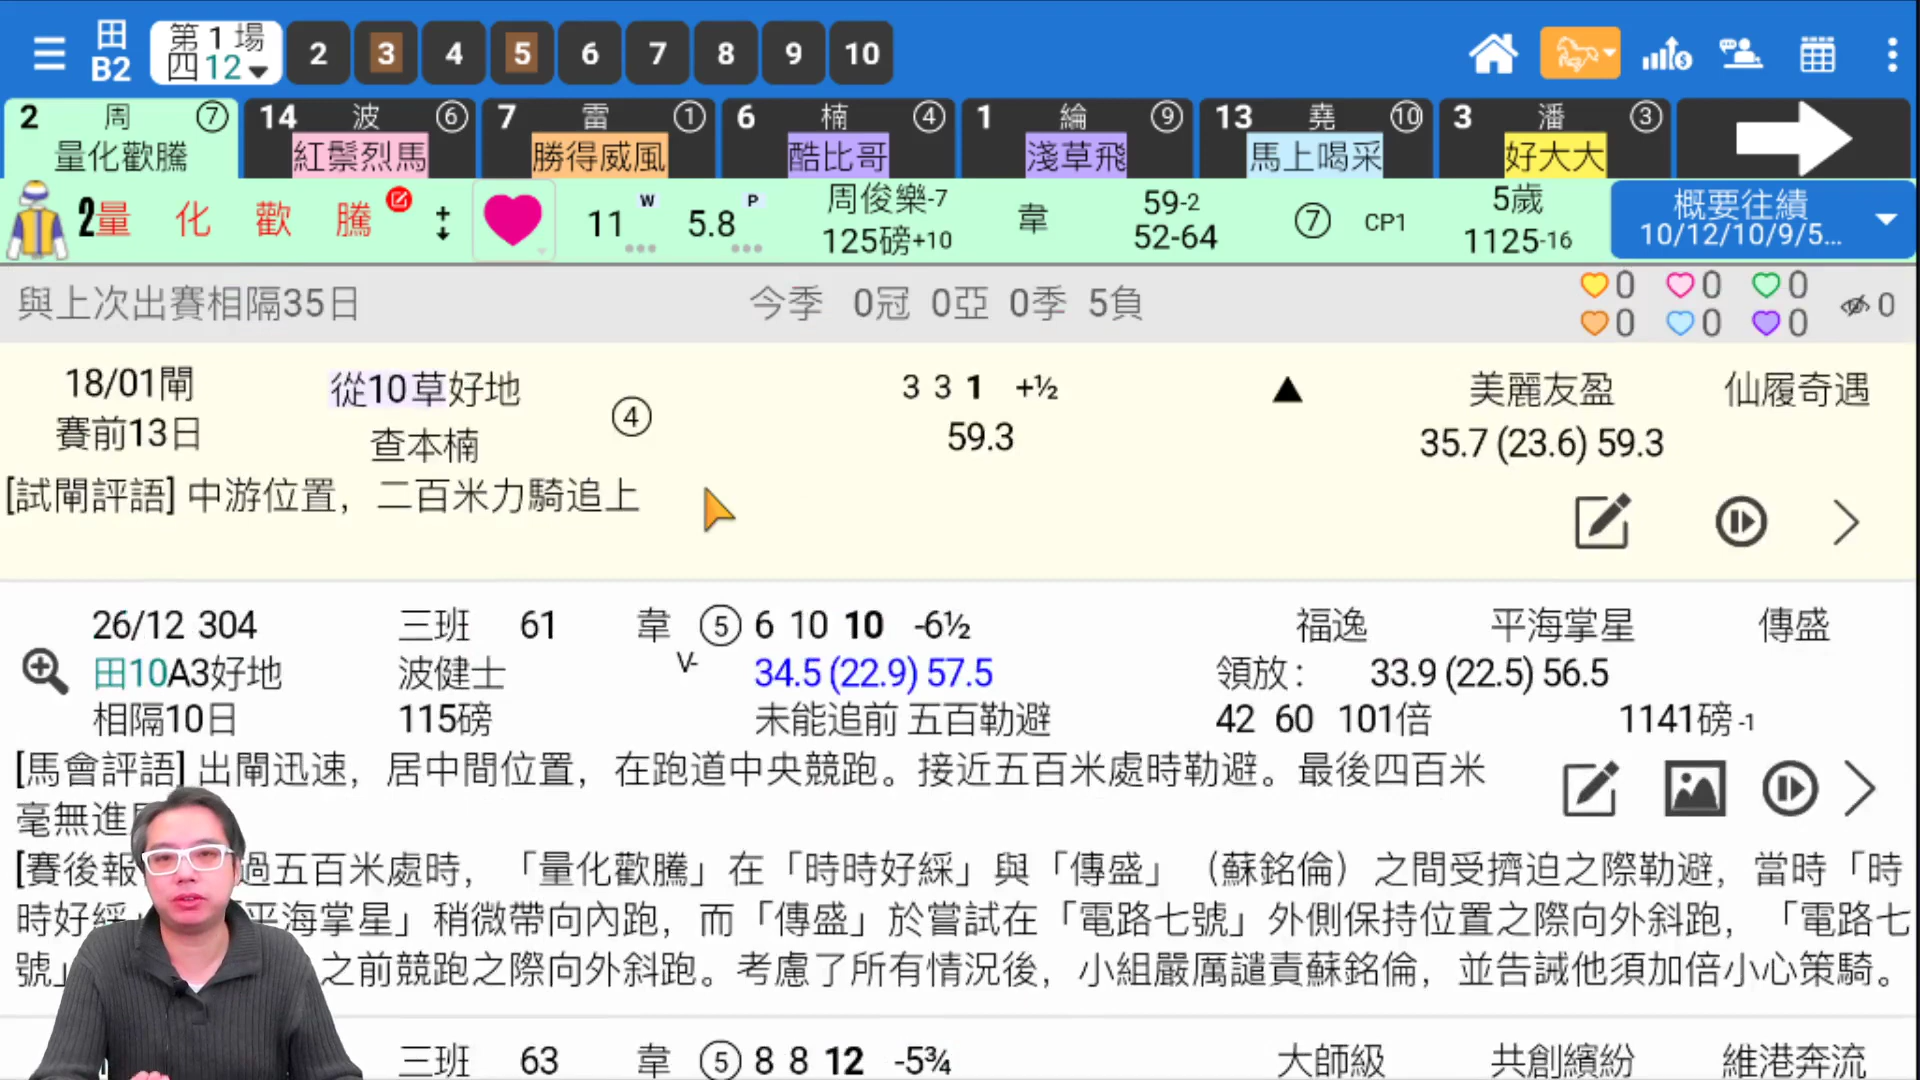 田 第 1 場
B2 四 12 2 3 4 5 6 7 8 9 10
2 周 ⑦ 14 波 ⑥ 7 雷 ① 6 楠 ④ 1 綸 ⑨ 13 堯 ⑩ 3 潘 ③
量化歡騰 紅鬃烈馬 勝得威風 酷比哥 淺草飛 馬上喝采 好大大
2量化歡騰 11 W 5.8 P 周俊樂-7 韋 59-2 ⑦ CP1 5歲 概要往績
125磅+10 52-64 1125-16 10/12/10/9/5...
與上次出賽相隔35日 今季 0冠 0亞 0季 5負 0 0 0 0
0 0 0
18/01閘 從10草好地 ④ 3 3 1 +½ ▲ 美麗友盈 仙履奇遇
賽前13日 查本楠 59.3 35.7 (23.6) 59.3
[試閘評語] 中游位置，二百米力騎追上
26/12 304 三班 61 韋 ⑤ 6 10 10 -6½ 福逸 平海掌星 傳盛
田10A3好地 波健士 V- 34.5 (22.9) 57.5 領放： 33.9 (22.5) 56.5
相隔10日 115磅 未能追前 五百勒避 42 60 101倍 1141磅-1
[馬會評語] 出閘迅速，居中間位置，在跑道中央競跑。接近五百米處時勒避。最後四百米
毫無進
[賽後報 過五百米處時，「量化歡騰」在「時時好綵」與「傳盛」（蘇銘倫）之間受擠迫之際勒避，當時「時
時好綵 「平海掌星」稍微帶向內跑，而「傳盛」於嘗試在「電路七號」外側保持位置之際向外斜跑，「電路七
號」 之前競跑之際向外斜跑。考慮了所有情況後，小組嚴厲譴責蘇銘倫，並告誡他須加倍小心策騎。
三班 63 韋 ⑤ 8 8 12 -5¾ 大師級 共創繽紛 維港奔流